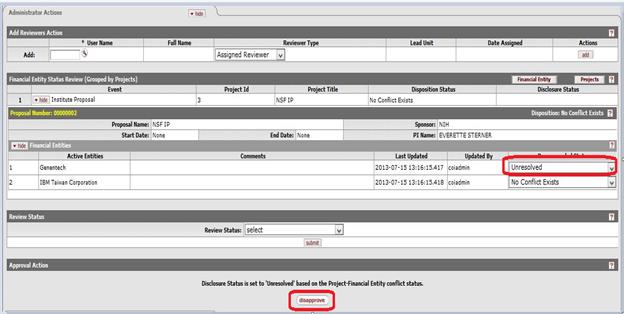 Administrator Actions
hide
Add Reviewers Action
?
* User Name
Full Name
Reviewer Type
Lead Unit
Date Assigned
Actions
Add:
Assigned Reviewer
add
Financial Entity Status Review (Grouped by Projects)
Financial Entity
Projects
?
Event
Project Id
Project Title
Disposition Status
Disclosure Status
1
hide
Institute Proposal
3
NSF IP
No Conflict Exists
Proposal Number: 00000002
Disposition: No Conflict Exists
?
Proposal Name:
NSF IP
Sponsor:
NIH
Start Date:
None
End Date:
None
PI Name:
EVERETTE STERNER
hide
Financial Entities
?
Active Entities
Comments
Last Updated
Updated By
1
Genentech
2013-07-15 13:16:15.417
coiadmin
Unresolved
2
IBM Taiwan Corporation
2013-07-15 13:16:15.418
coiadmin
No Conflict Exists
Review Status
?
Review Status:
select
submit
Approval Action
?
Disclosure Status is set to 'Unresolved' based on the Project-Financial Entity conflict status.
disapprove